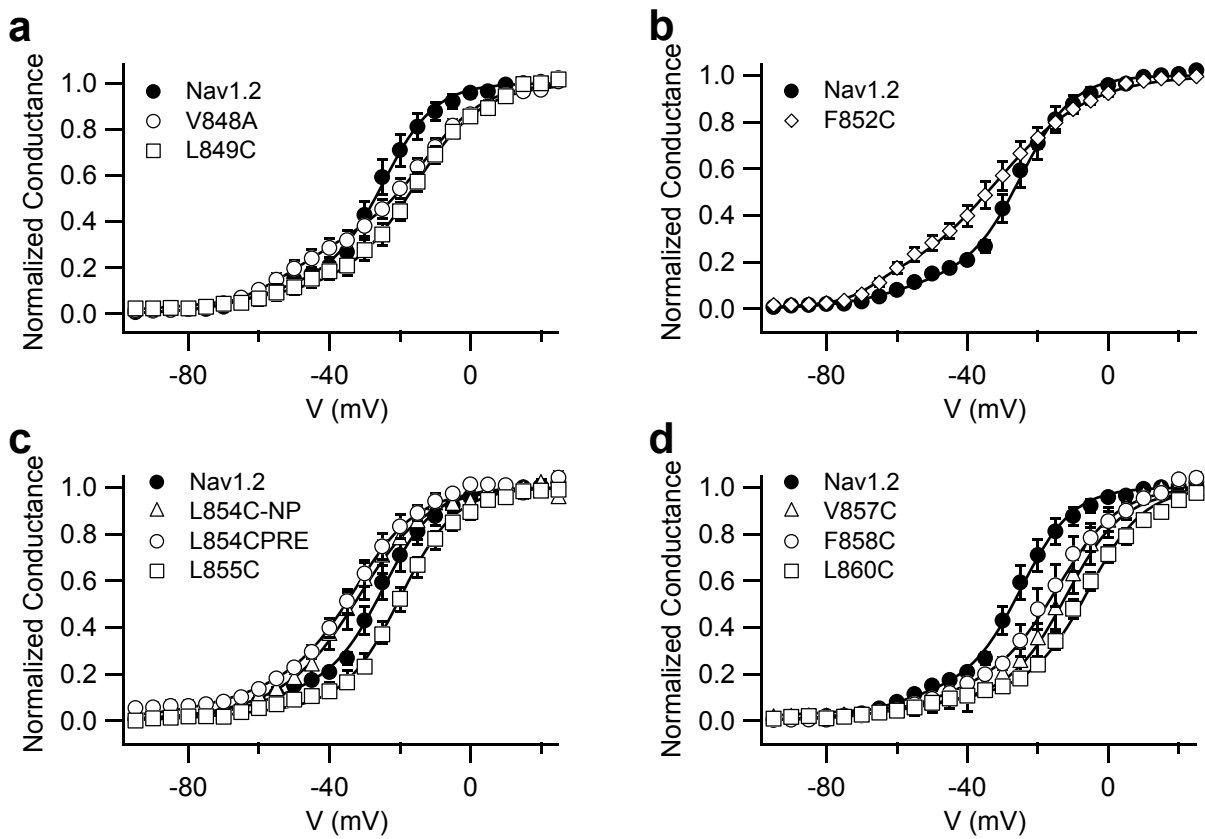 a
Normalized Conductance
1.0
0.8
0.6
0.4
0.2
0.0
Nav1.2
V848A
L849C
-80
-40
0
V (mV)
b
Normalized Conductance
1.0
0.8
0.6
0.4
0.2
0.0
Nav1.2
F852C
-80
-40
0
V (mV)
c
Normalized Conductance
1.0
0.8
0.6
0.4
0.2
0.0
Nav1.2
L854C-NP
L854CPRE
L855C
-80
-40
0
V (mV)
d
Normalized Conductance
1.0
0.8
0.6
0.4
0.2
0.0
Nav1.2
V857C
F858C
L860C
-80
-40
0
V (mV)